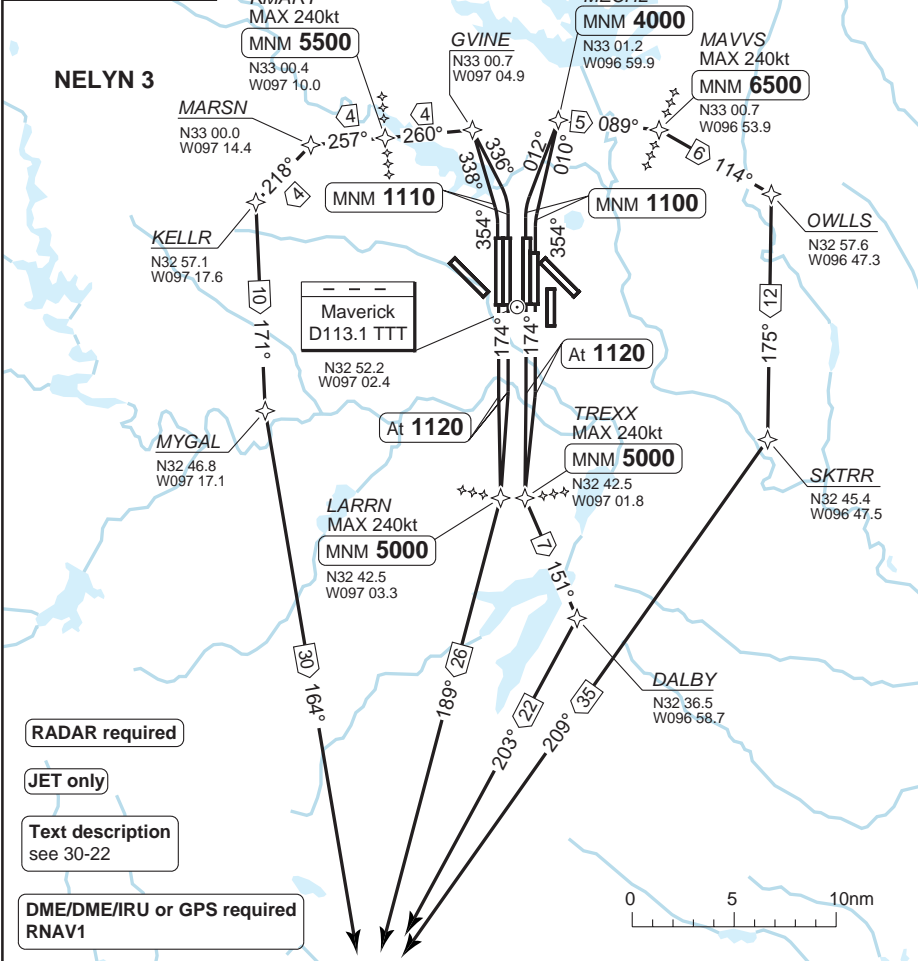 MAX 240kt
MNM 5500
N33 00.4
W097 10.0
NELYN 3
GVINE
N33 00.7
W097 04.9
MNM 4000
N33 01.2
W096 59.9
MAVVS
MAX 240kt
MNM 6500
N33 00.7
W096 53.9
MARSN
N33 00.0
W097 14.4
4
257°
4
260°
5
089°
6
114°
218°
4
336°
338°
012°
010°
MNM 1110
MNM 1100
354°
354°
KELLR
N32 57.1
W097 17.6
OWLLS
N32 57.6
W096 47.3
10
171°
12
175°
Maverick
D113.1 TTT
N32 52.2
W097 02.4
174°
174°
At 1120
At 1120
MYGAL
N32 46.8
W097 17.1
TREXX
MAX 240kt
MNM 5000
N32 42.5
W097 01.8
SKTRR
N32 45.4
W096 47.5
LARRN
MAX 240kt
MNM 5000
N32 42.5
W097 03.3
7
151°
DALBY
N32 36.5
W096 58.7
30
164°
26
189°
22
203°
35
209°
RADAR required
JET only
Text description
see 30-22
DME/DME/IRU or GPS required
RNAV1
0 5 10nm